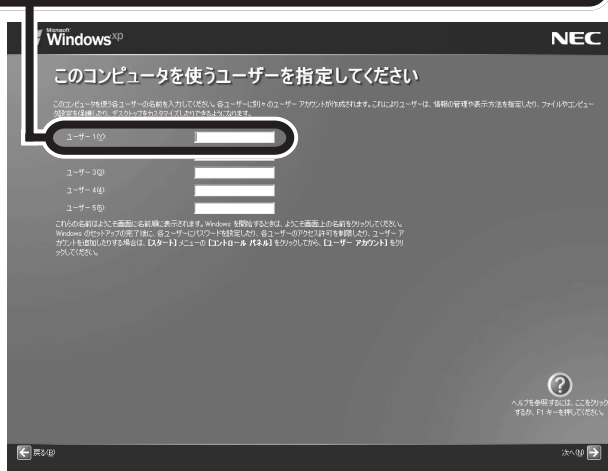 Microsoft
Windows xp
NEC
このコンピュータを使うユーザーを指定してください
このコンピュータを使う各ユーザーの名前を入力してください。各ユーザーに別々のユーザー アカウントが作成されます。これによりユーザーは、情報の管理や表示方法を指定したり、ファイルやコンピュー
タ設定を保護したり、デスクトップをカスタマイズしたりできるようになります。
ユーザー 1(Y):
ユーザー 3(3):
ユーザー 4(4):
ユーザー 5(5):
これらの名前はようこそ画面に名前順に表示されます。Windows を開始するときは、ようこそ画面上の名前をクリックしてください。
Windows のセットアップの完了後に、各ユーザーにパスワードを設定したり、各ユーザーのアクセス許可を制限したり、ユーザー ア
カウントを追加したりする場合は、[スタート] メニューの [コントロール パネル] をクリックしてから、[ユーザー アカウント] をクリ
ックしてください。
ヘルプを参照するには、ここをクリック
するか、F1 キーを押してください。
戻る(B)
次へ(N)